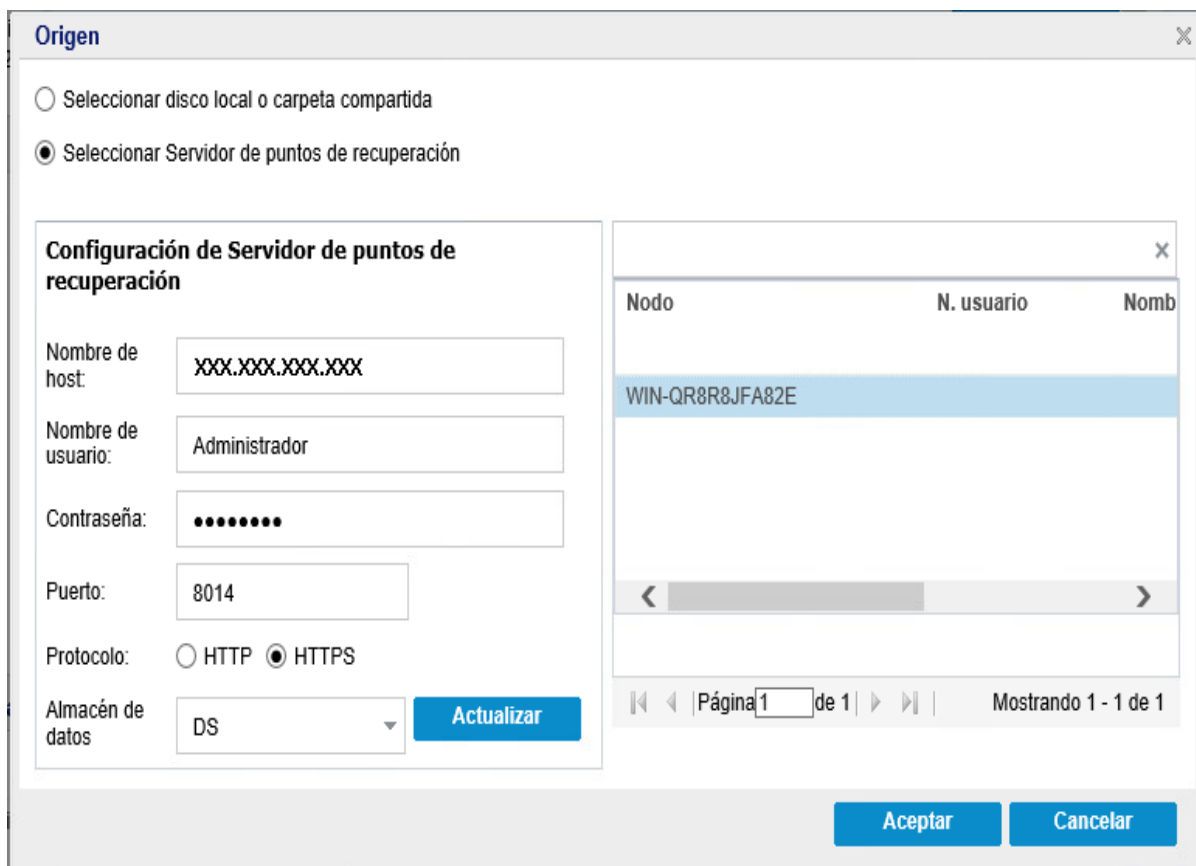 Origen
Seleccionar disco local o carpeta compartida
Seleccionar Servidor de puntos de recuperación
Configuración de Servidor de puntos de
recuperación
Nombre de
host:
XXX.XXX.XXX.XXX
Nombre de
usuario:
Administrador
Contraseña:
••••••••
Puerto:
8014
Protocolo:
HTTP
HTTPS
Almacén de
datos
DS
Actualizar
Nodo
N. usuario
Nomb
WIN-QR8R8JFA82E
Página 1 de 1
Mostrando 1 - 1 de 1
Aceptar
Cancelar